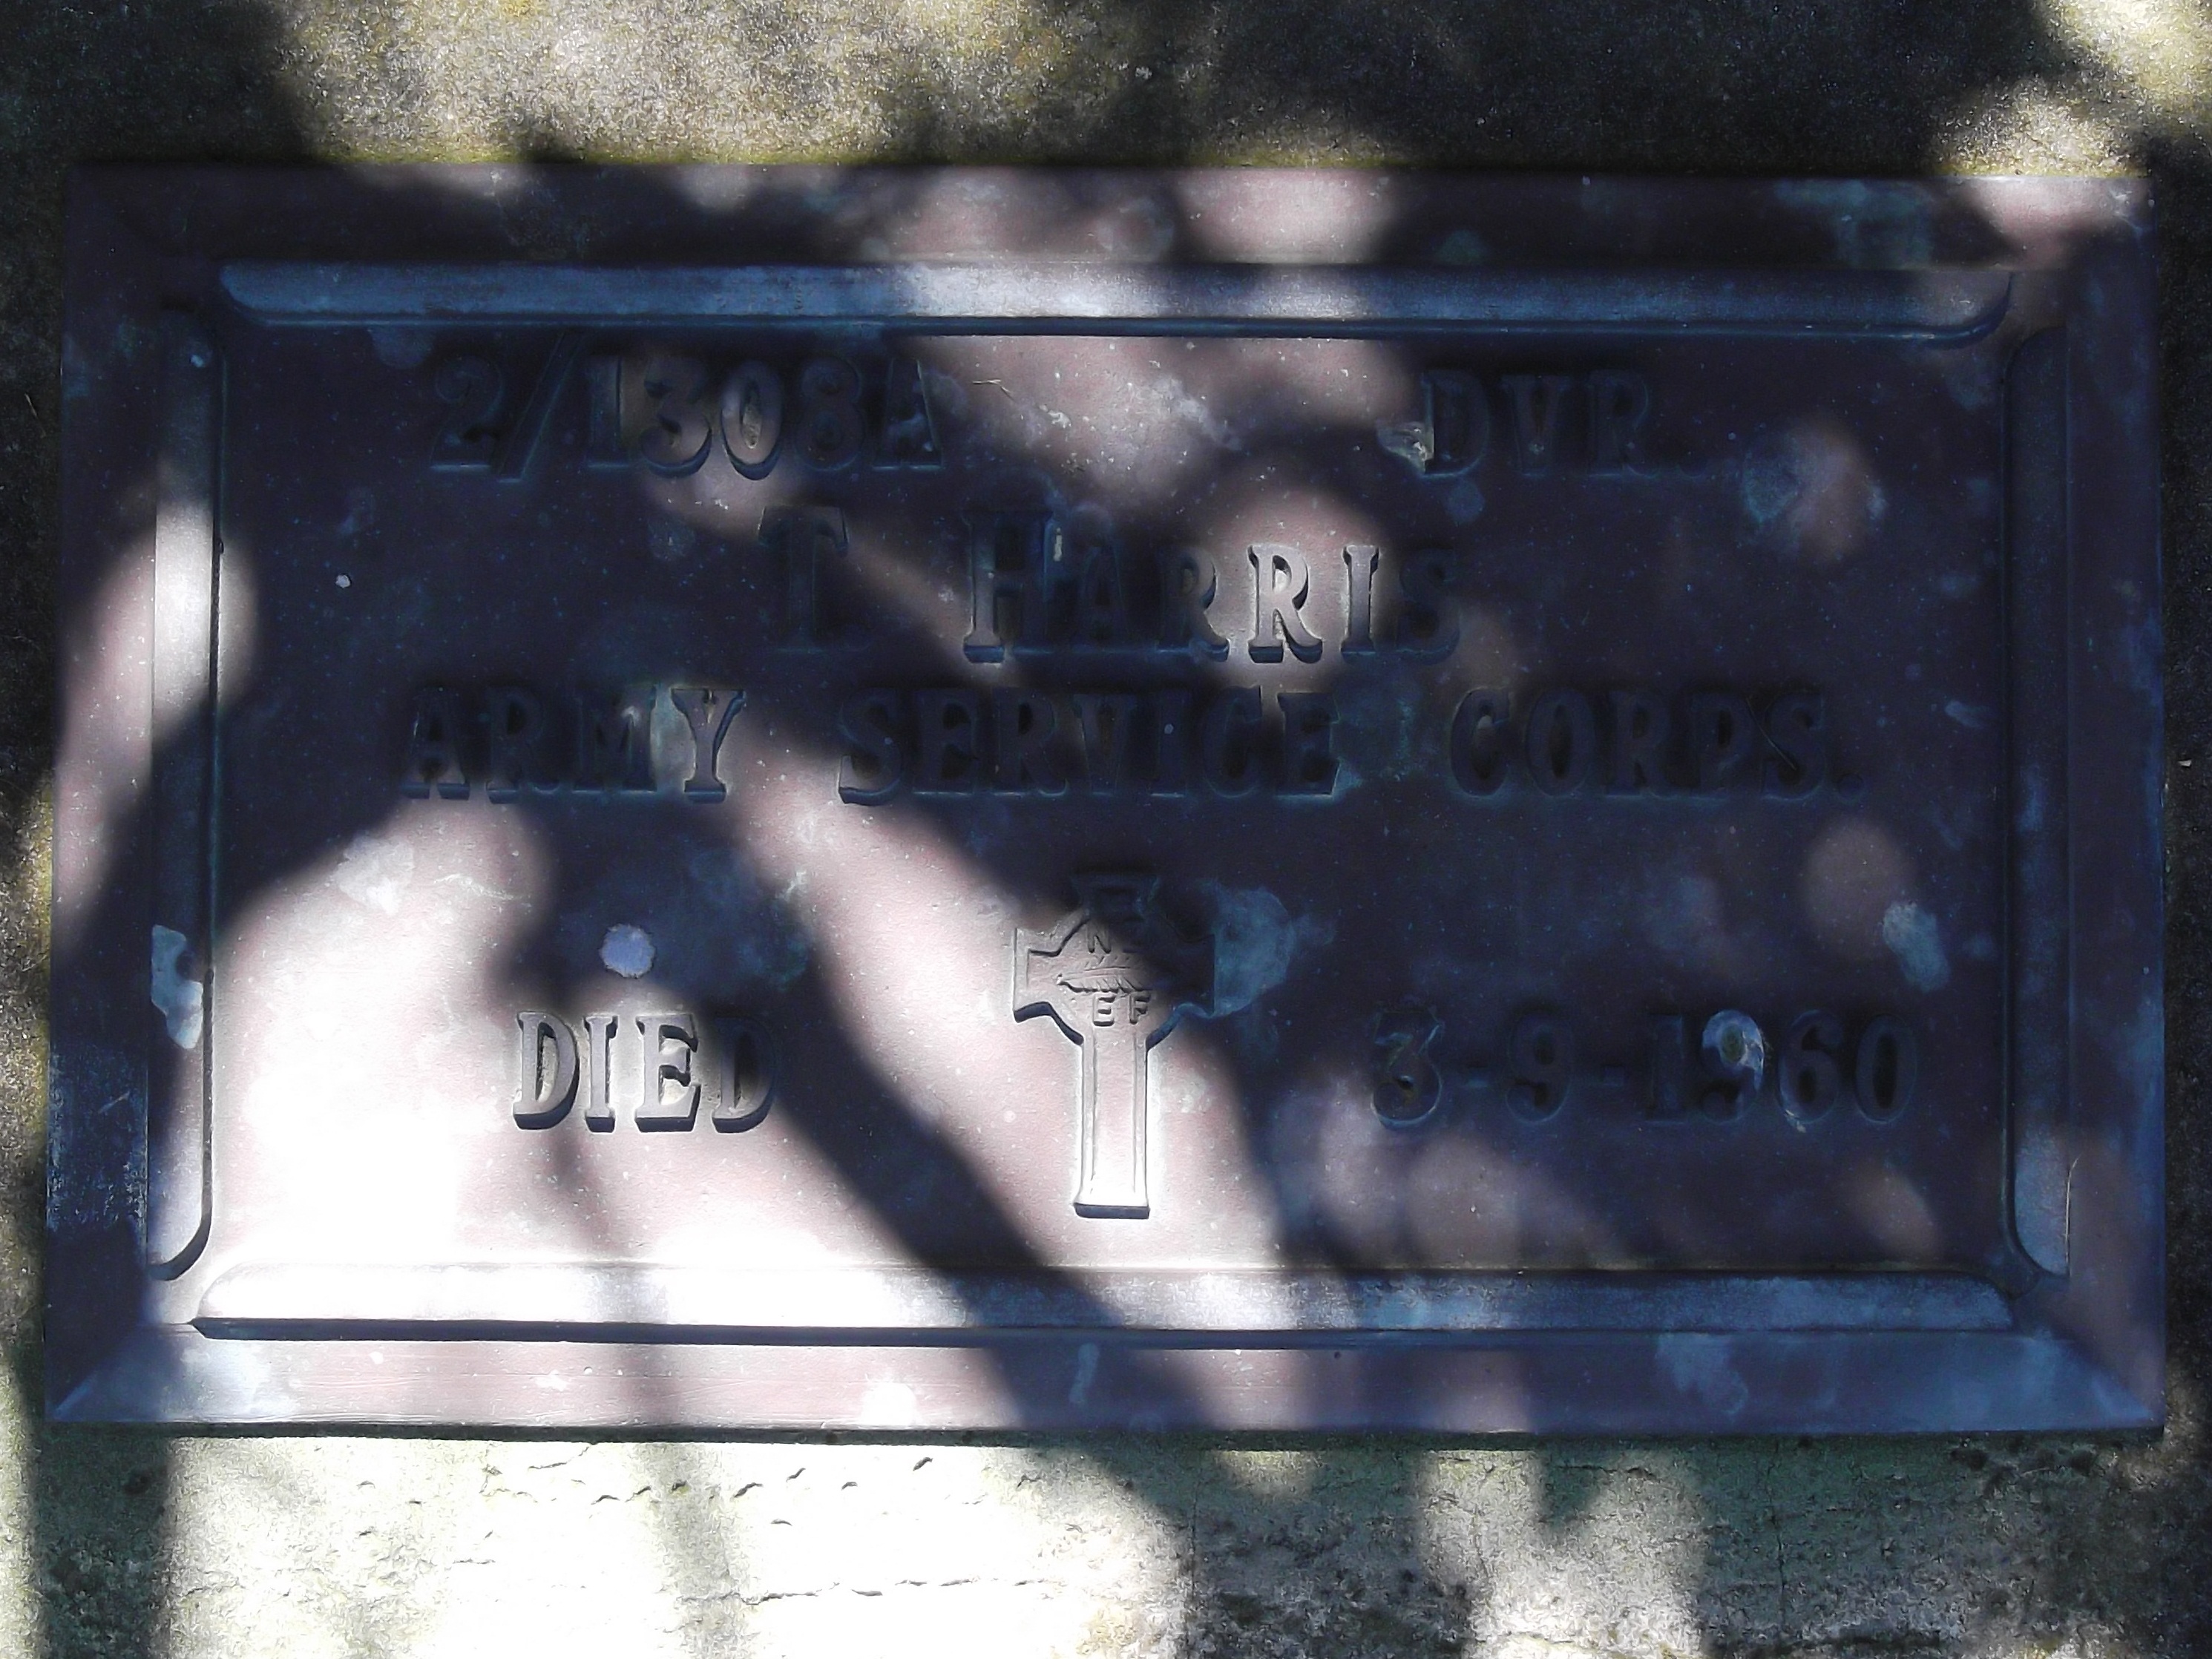 2/1308A DVR.
T. HARRIS
ARMY SERVICE CORPS.
NZ
EF
DIED 3-9-1960